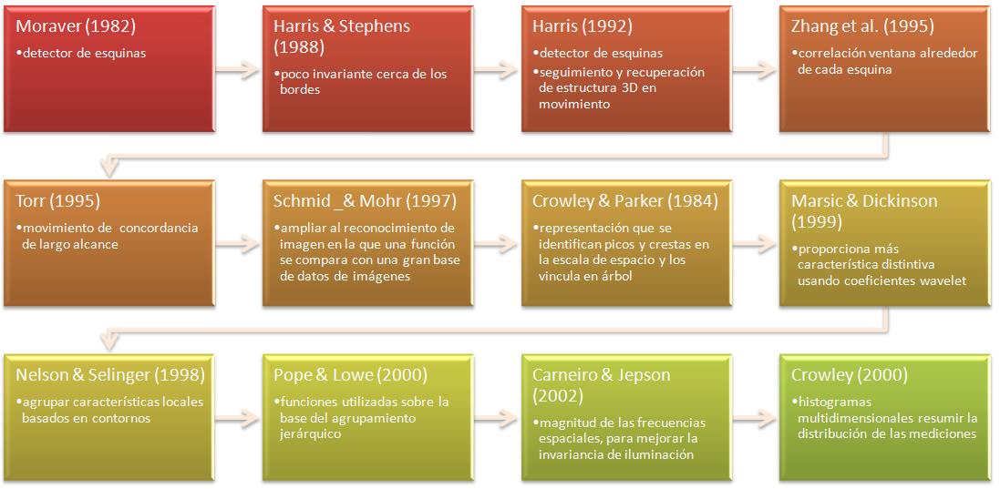 Moraver (1982)
•detector de esquinas
Harris & Stephens
(1988)
•poco invariante cerca de los
bordes
Harris (1992)
•detector de esquinas
•seguimiento y recuperación
de estructura 3D en
movimiento
Zhang et al. (1995)
•correlación ventana alrededor
de cada esquina
Torr (1995)
•movimiento de concordancia
de largo alcance
Schmid _& Mohr (1997)
•ampliar al reconocimiento de
imagen en la que una función
se compara con una gran base
de datos de imágenes
Crowley & Parker (1984)
•representación que se
identifican picos y crestas en
la escala de espacio y los
vincula en árbol
Marsic & Dickinson
(1999)
•proporciona más
característica distintiva
usando coeficientes wavelet
Nelson & Selinger (1998)
•agrupar características locales
basados en contornos
Pope & Lowe (2000)
•funciones utilizadas sobre la
base del agrupamiento
jerárquico
Carneiro & Jepson
(2002)
•magnitud de las frecuencias
espaciales, para mejorar la
invariancia de iluminación
Crowley (2000)
•histogramas
multidimensionales resumir la
distribución de las mediciones